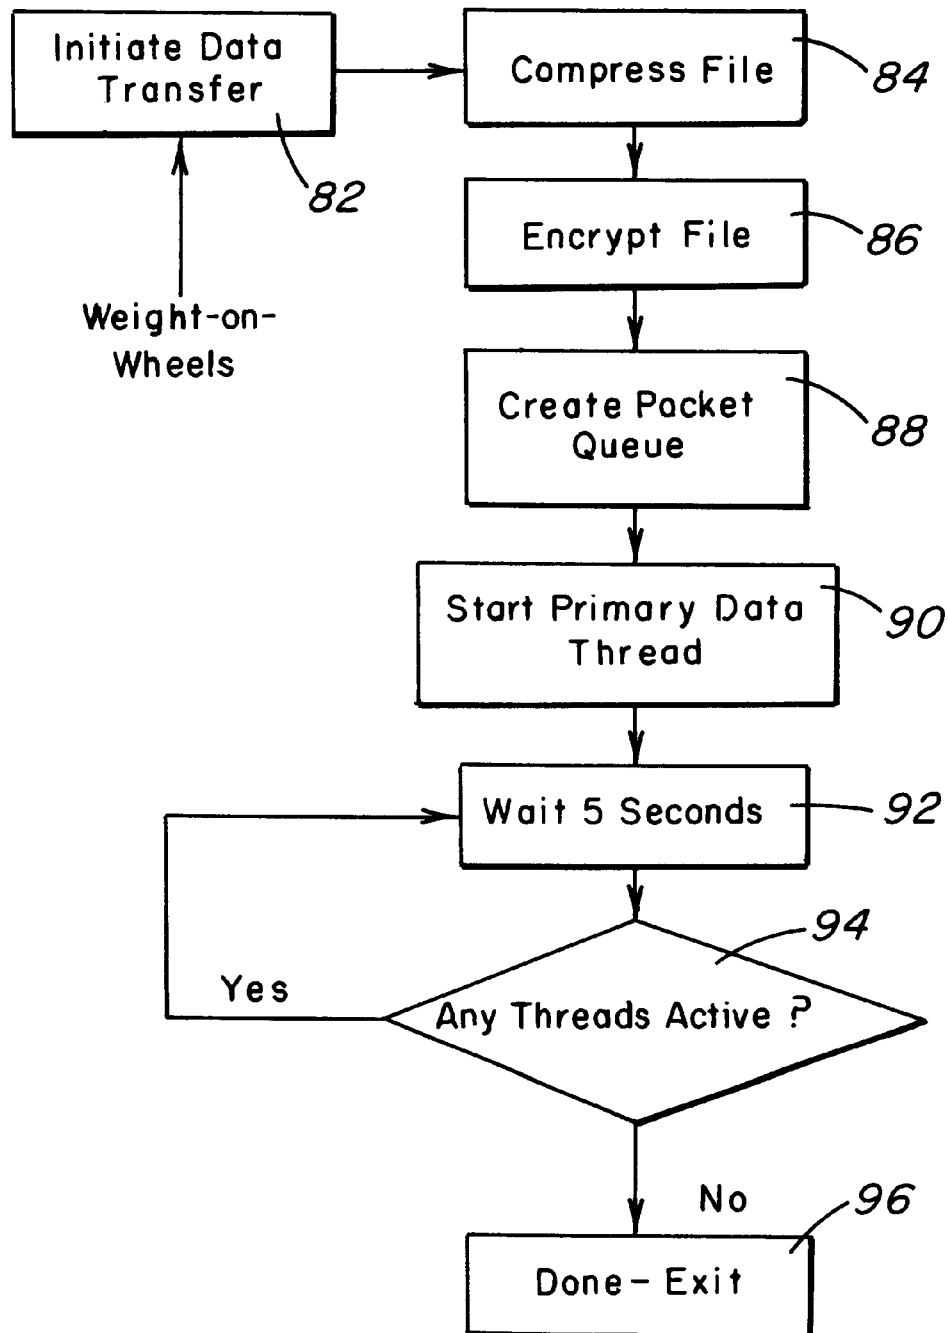 Initiate Data
Transfer
82
Weight-on-
Wheels
Compress File
84
Encrypt File
86
Create Packet
Queue
88
Start Primary Data
Thread
90
Wait 5 Seconds
92
94
Any Threads Active ?
Yes
No
96
Done - Exit